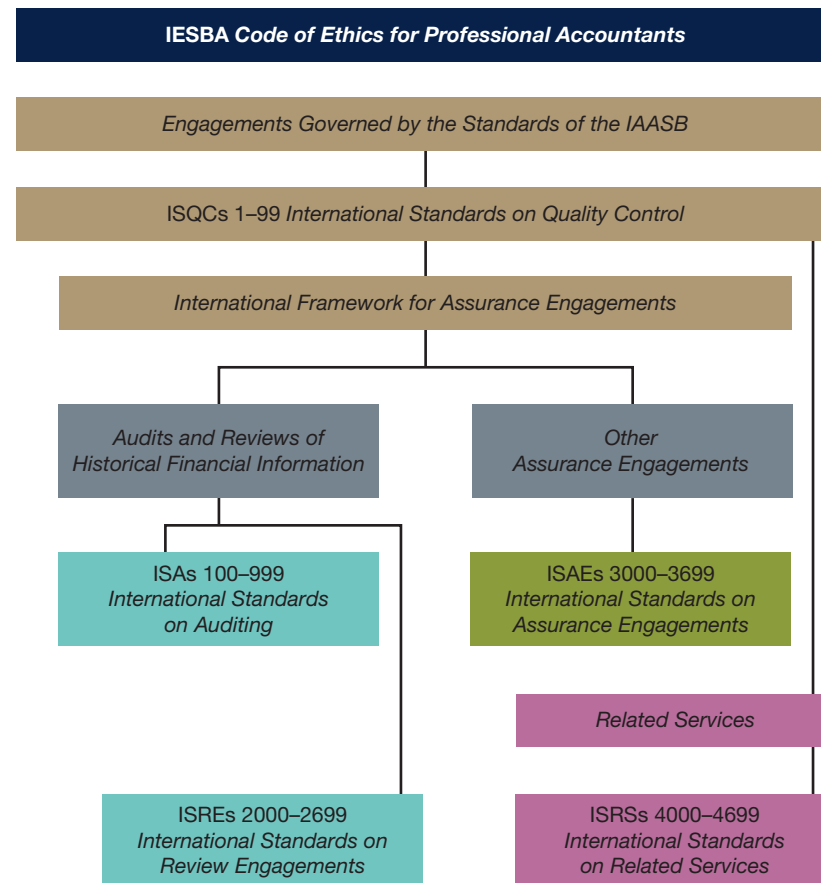 IESBA Code of Ethics for Professional Accountants
Engagements Governed by the Standards of the IAASB
ISQCs 1–99 International Standards on Quality Control
International Framework for Assurance Engagements
Audits and Reviews of
Historical Financial Information
Other
Assurance Engagements
ISAs 100–999
International Standards
on Auditing
ISAEs 3000–3699
International Standards on
Assurance Engagements
Related Services
ISREs 2000–2699
International Standards on
Review Engagements
ISRSs 4000–4699
International Standards
on Related Services